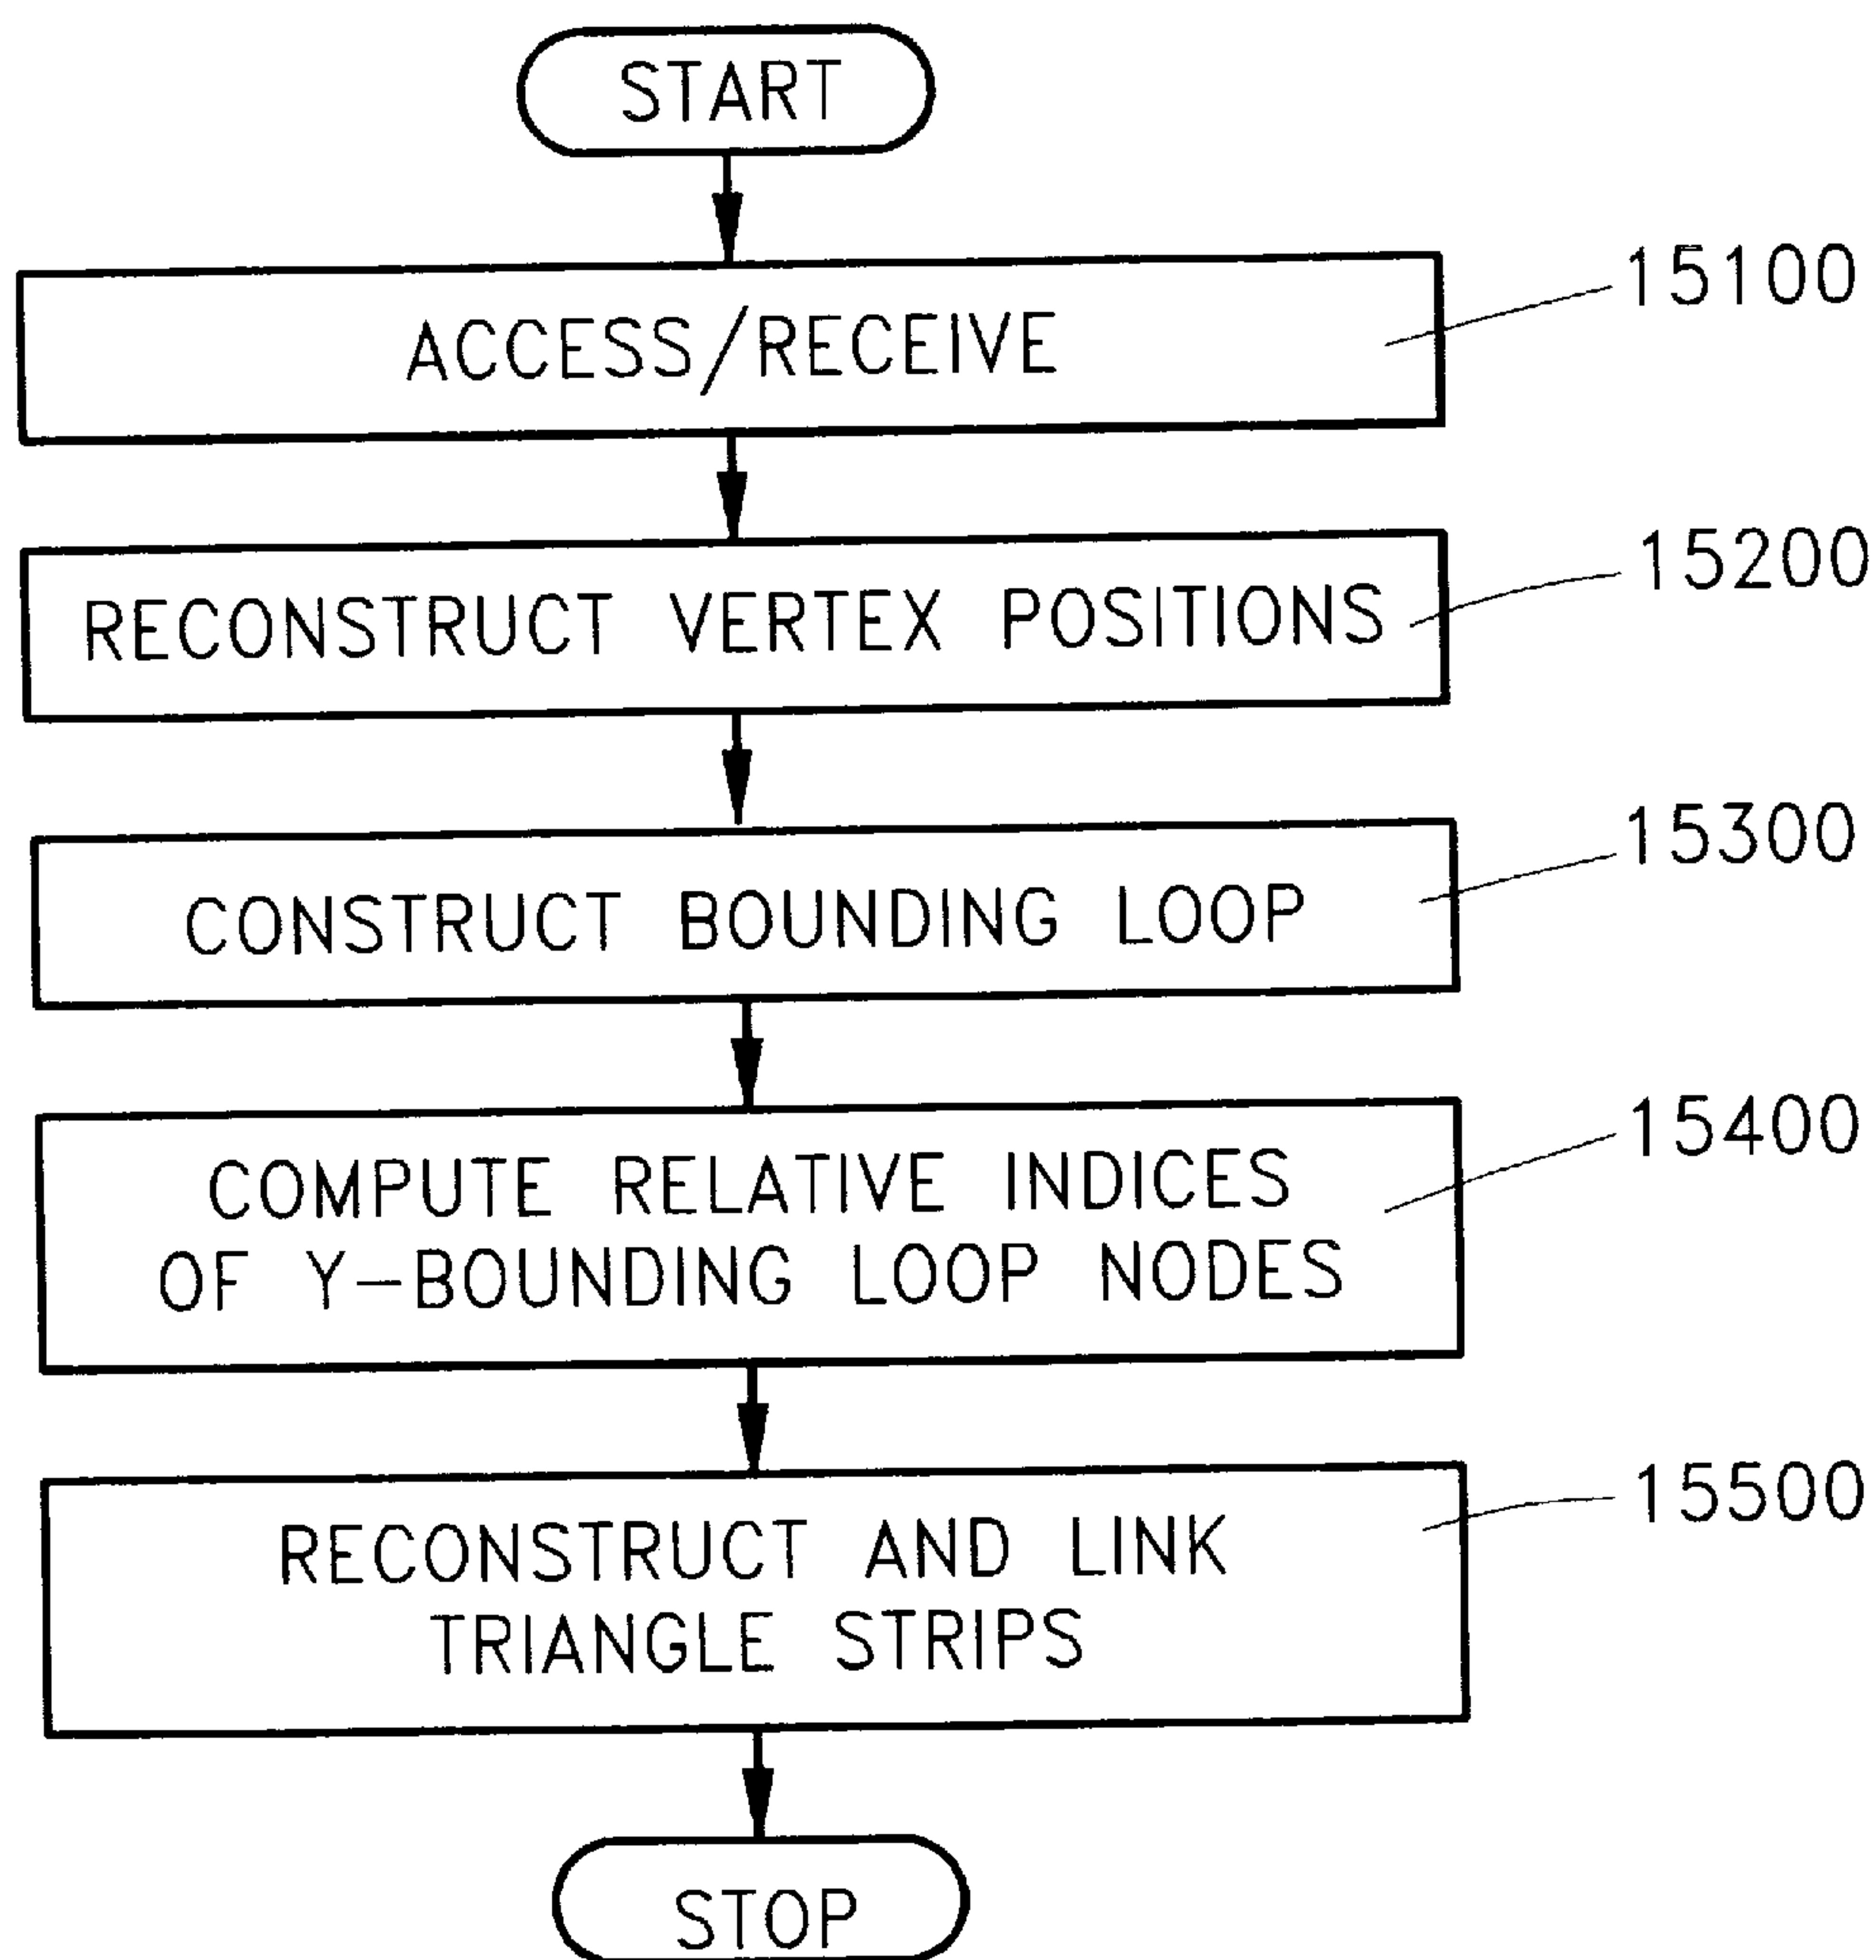 START
ACCESS/RECEIVE
15100
RECONSTRUCT VERTEX POSITIONS
15200
CONSTRUCT BOUNDING LOOP
15300
COMPUTE RELATIVE INDICES
OF Y-BOUNDING LOOP NODES
15400
RECONSTRUCT AND LINK
TRIANGLE STRIPS
15500
STOP